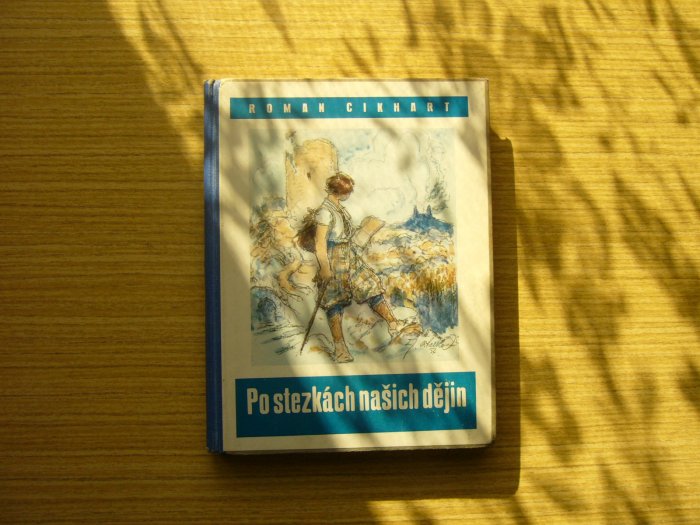 ROMAN CIKHART
Po stezkách našich dějin